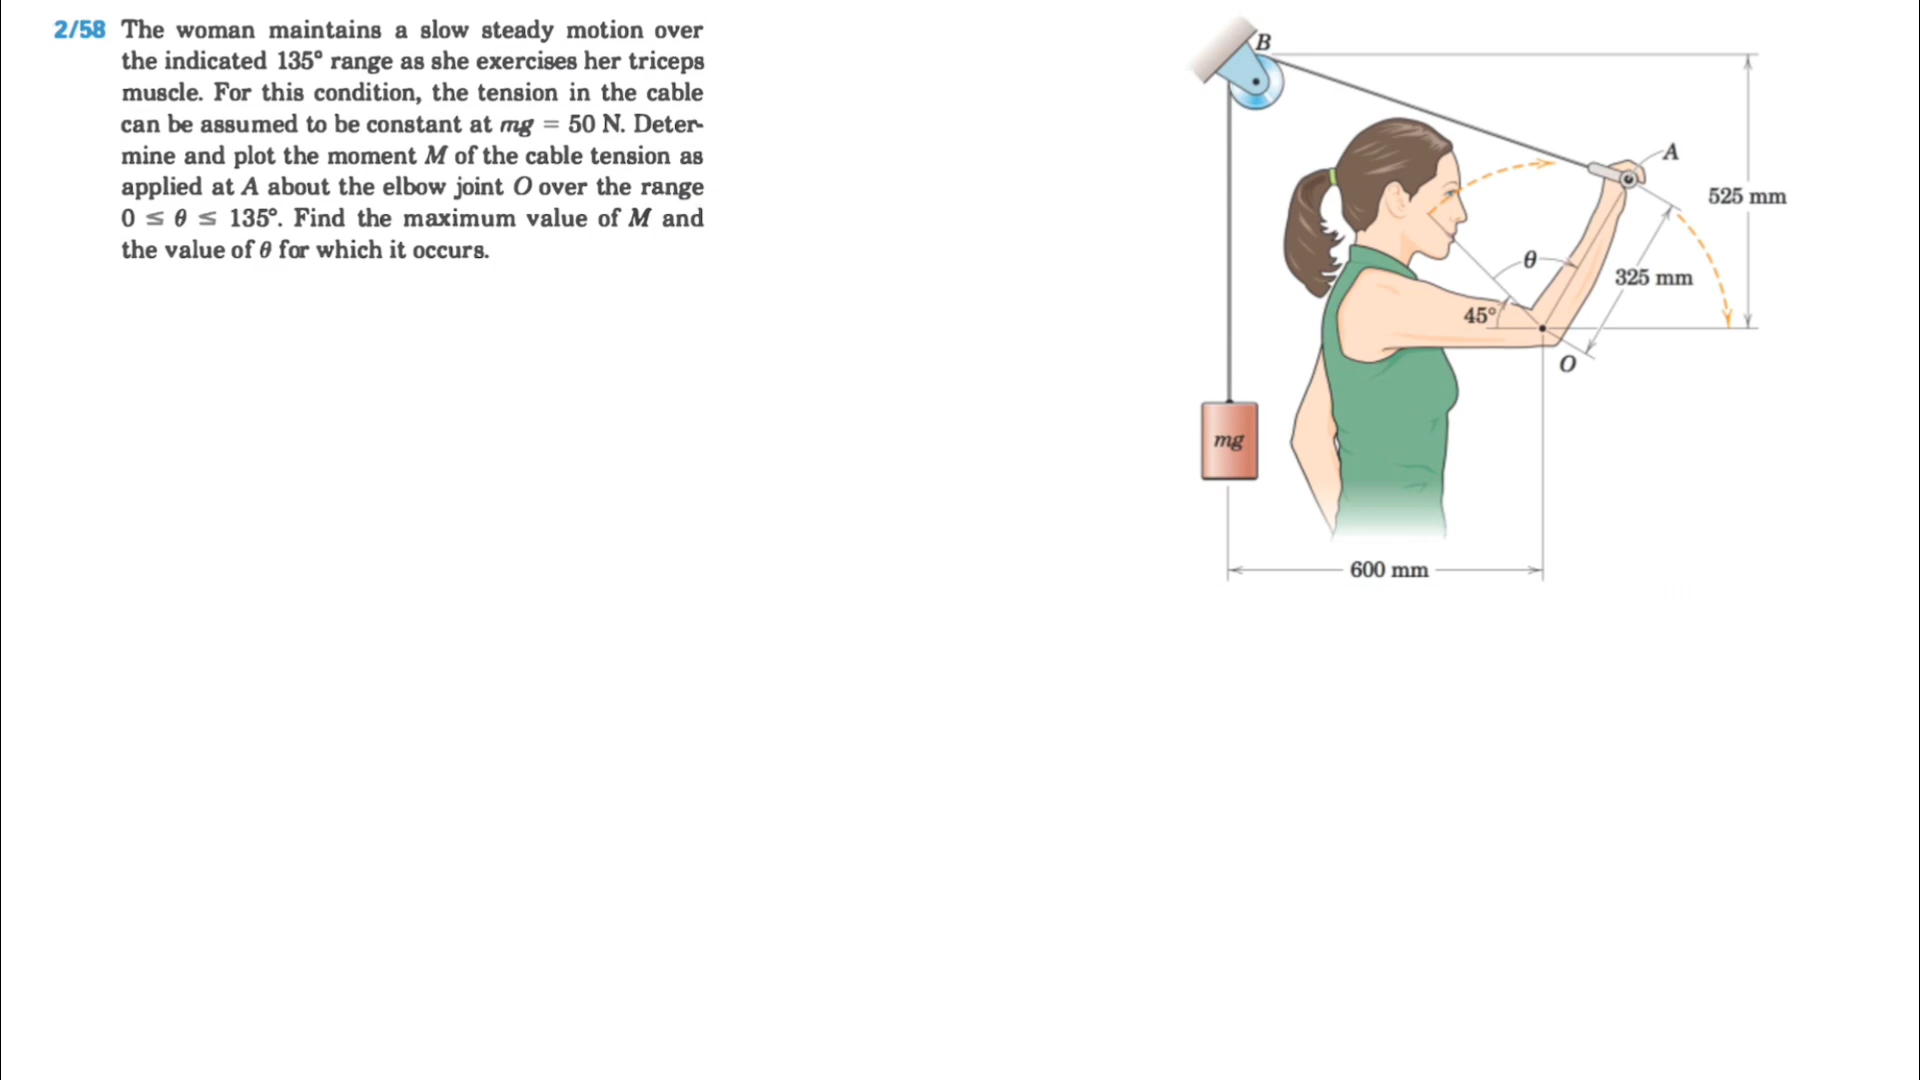 2/58 The woman maintains a slow steady motion over
the indicated 135° range as she exercises her triceps
muscle. For this condition, the tension in the cable
can be assumed to be constant at mg = 50 N. Deter-
mine and plot the moment M of the cable tension as
applied at A about the elbow joint O over the range
0 ≤ θ ≤ 135°. Find the maximum value of M and
the value of θ for which it occurs.
B
A
525 mm
θ
325 mm
45°
O
mg
600 mm